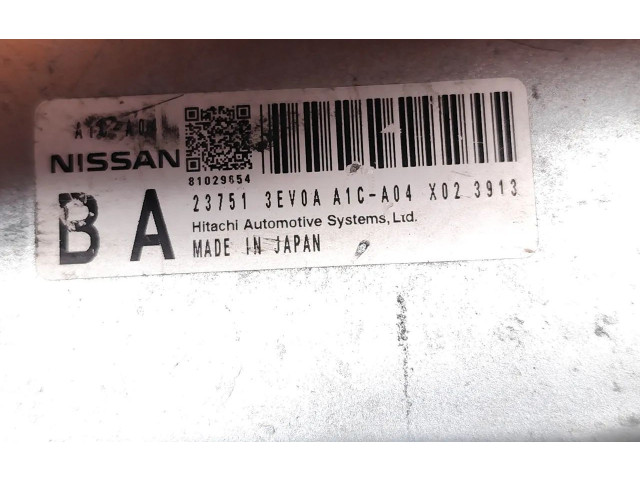 NISSAN
81029654
B A
23751 3EV0A A1C-A04 X02 3913
Hitachi Automotive Systems, Ltd.
MADE IN JAPAN